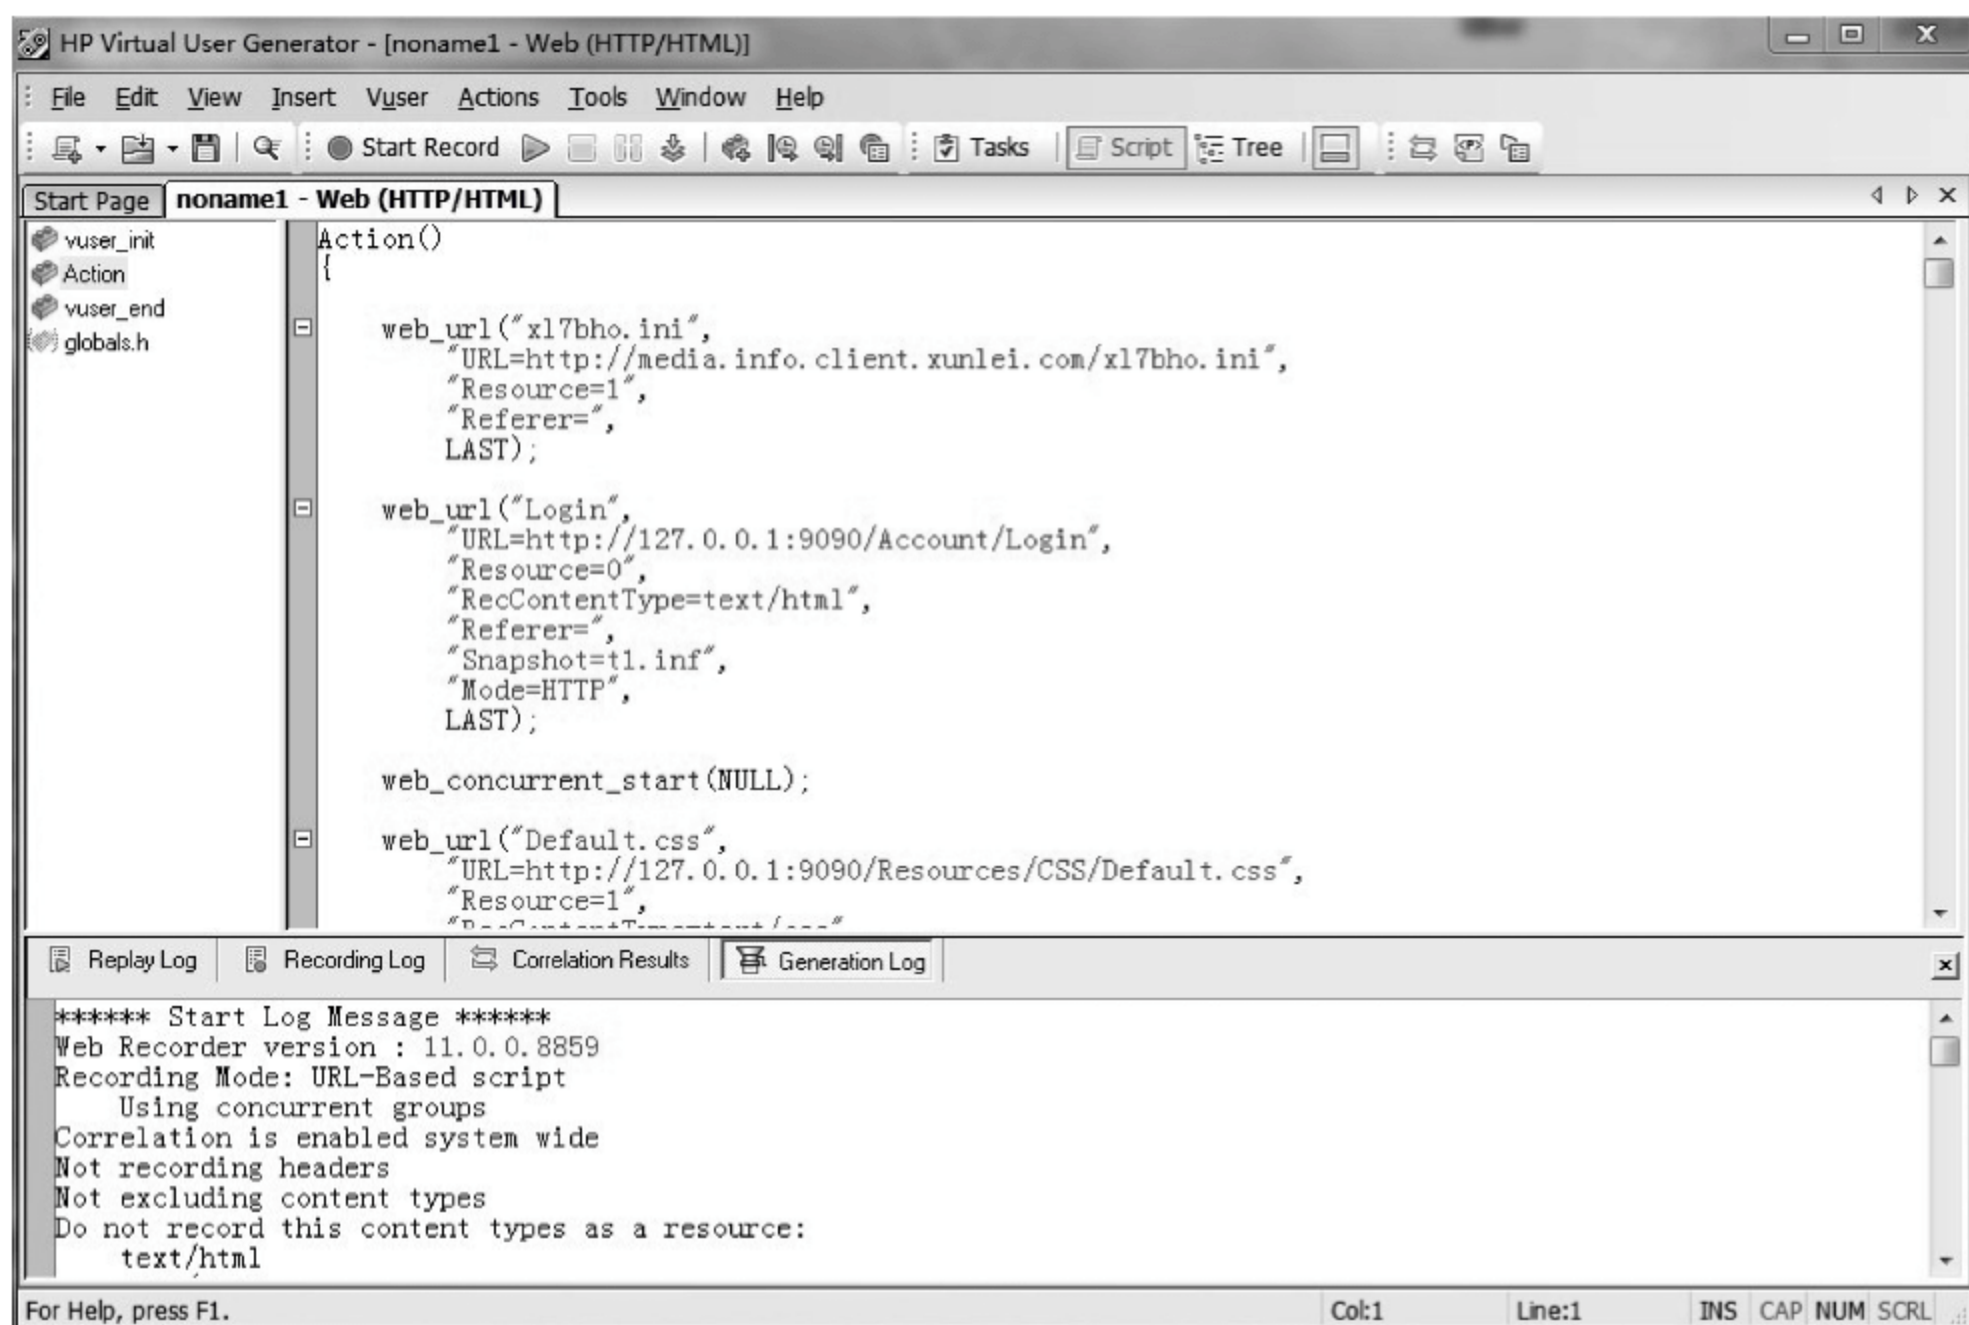 HP Virtual User Generator - [noname1 - Web (HTTP/HTML)]
File Edit View Insert Vuser Actions Tools Window Help
Start Record Tasks Script Tree
Start Page noname1 - Web (HTTP/HTML)
vuser_init
Action
vuser_end
globals.h
Action()
{
web_url("xl7bho.ini",
"URL=http://media.info.client.xunlei.com/xl7bho.ini",
"Resource=1",
"Referer=",
LAST);
web_url("Login",
"URL=http://127.0.0.1:9090/Account/Login",
"Resource=0",
"RecContentType=text/html",
"Referer=",
"Snapshot=t1.inf",
"Mode=HTTP",
LAST);
web_concurrent_start(NULL);
web_url("Default.css",
"URL=http://127.0.0.1:9090/Resources/CSS/Default.css",
"Resource=1",
"RecContentType=text/css"
Replay Log Recording Log Correlation Results Generation Log
****** Start Log Message ******
Web Recorder version : 11.0.0.8859
Recording Mode: URL-Based script
Using concurrent groups
Correlation is enabled system wide
Not recording headers
Not excluding content types
Do not record this content types as a resource:
text/html
For Help, press F1. Col:1 Line:1 INS CAP NUM SCRL